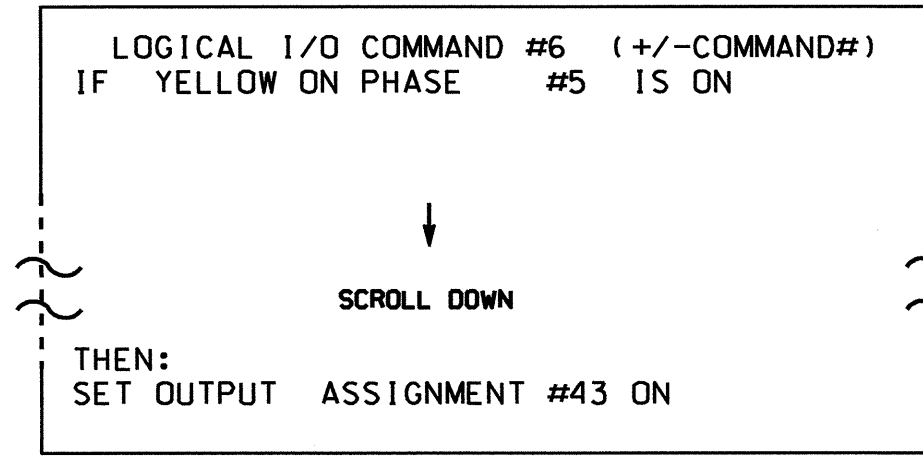 LOGICAL I/O COMMAND #6 (+/-COMMAND#)
IF YELLOW ON PHASE #5 IS ON
SCROLL DOWN
THEN:
SET OUTPUT ASSIGNMENT #43 ON